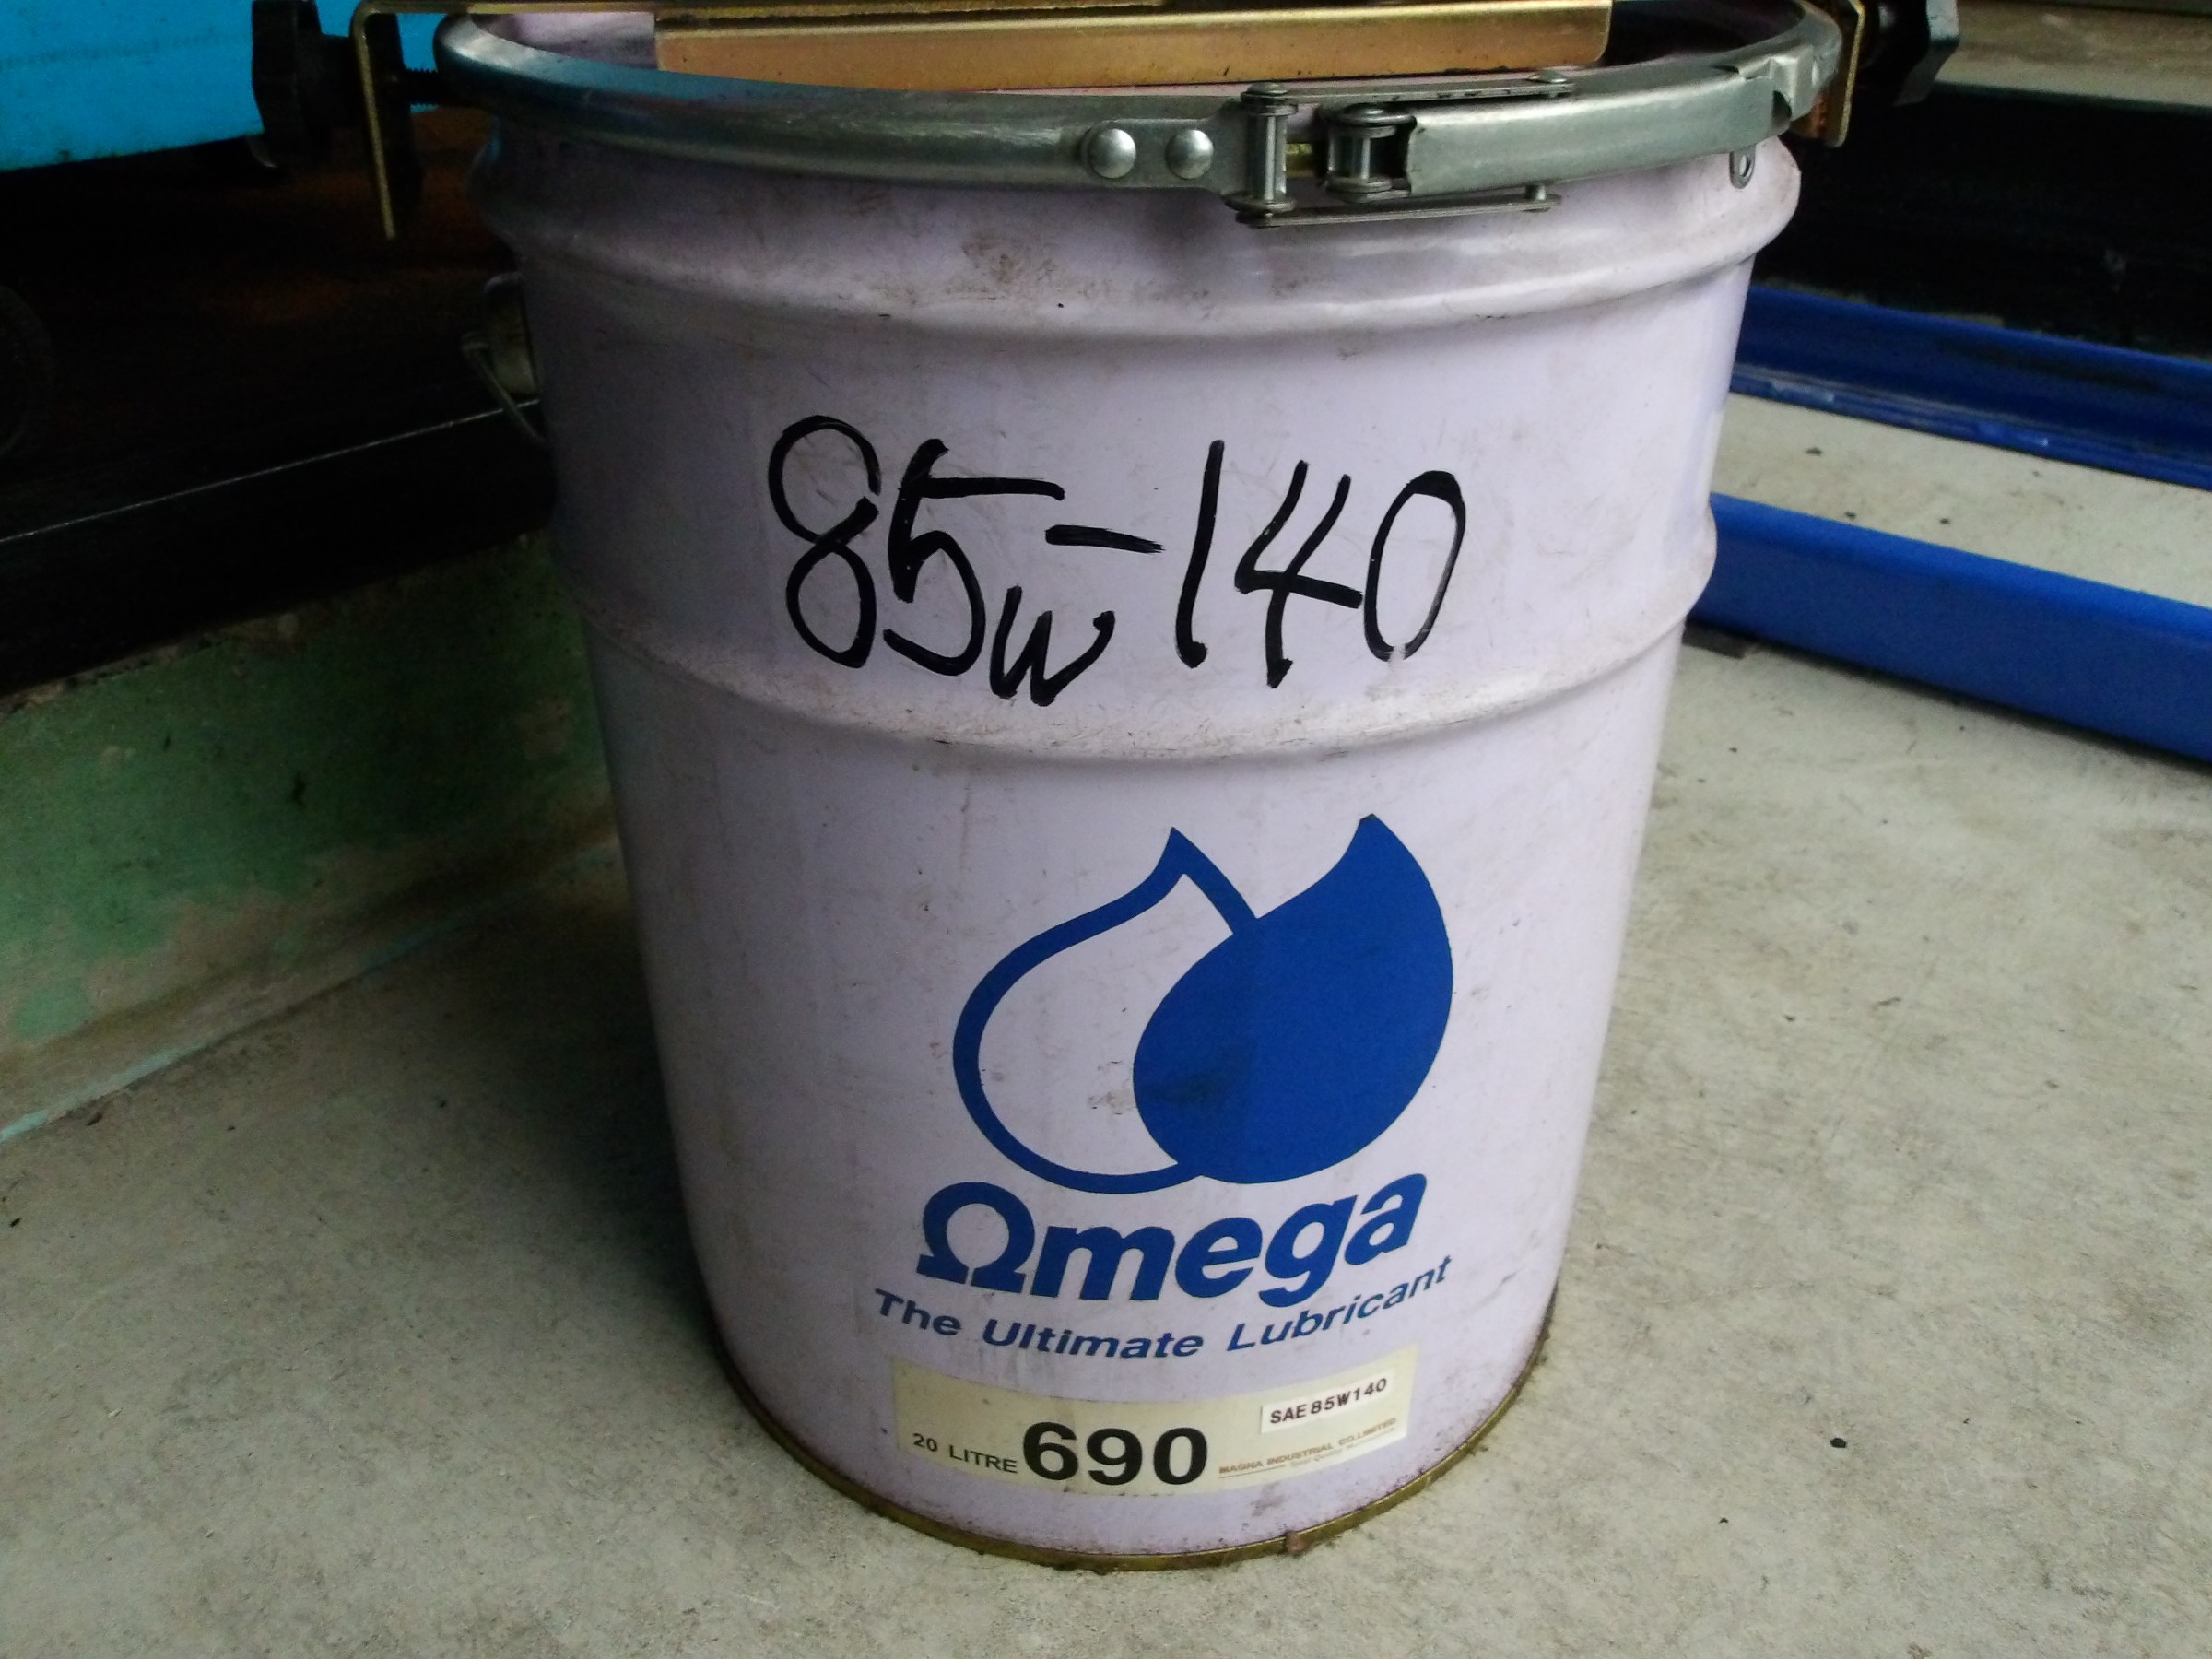 85w-140
Ωmega
The Ultimate Lubricant
SAE 85W140
20 LITRE 690
MAGNA INDUSTRIAL CO.LIMITED